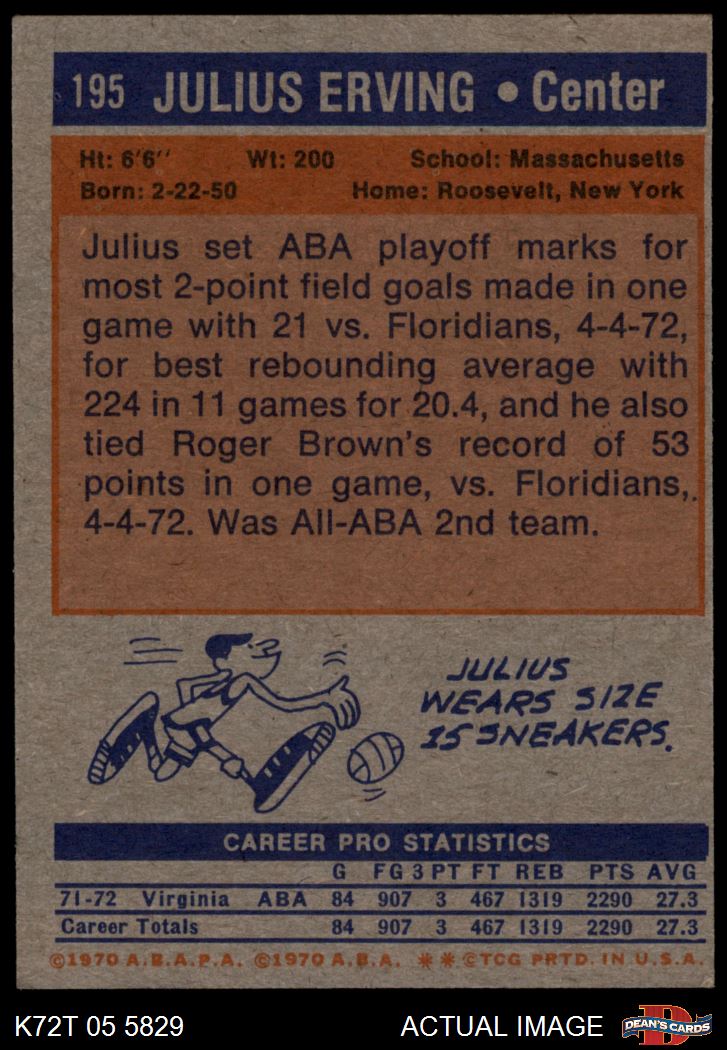 195 JULIUS ERVING • Center
Ht: 6'6'' Wt: 200 School: Massachusetts
Born: 2-22-50 Home: Roosevelt, New York
Julius set ABA playoff marks for
most 2-point field goals made in one
game with 21 vs. Floridians, 4-4-72,
for best rebounding average with
224 in 11 games for 20.4, and he also
tied Roger Brown's record of 53
points in one game, vs. Floridians,.
4-4-72. Was All-ABA 2nd team.
JULIUS
WEARS SIZE
15 SNEAKERS.
CAREER PRO STATISTICS
G FG 3 PT FT REB PTS AVG
71-72 Virginia ABA 84 907 3 467 1319 2290 27.3
Career Totals 84 907 3 467 1319 2290 27.3
©1970 A.B.A.P.A. ©1970 A.B.A. ** ©TCG PRTD. IN U.S.A.
K72T 05 5829 ACTUAL IMAGE D DEAN'S CARDS